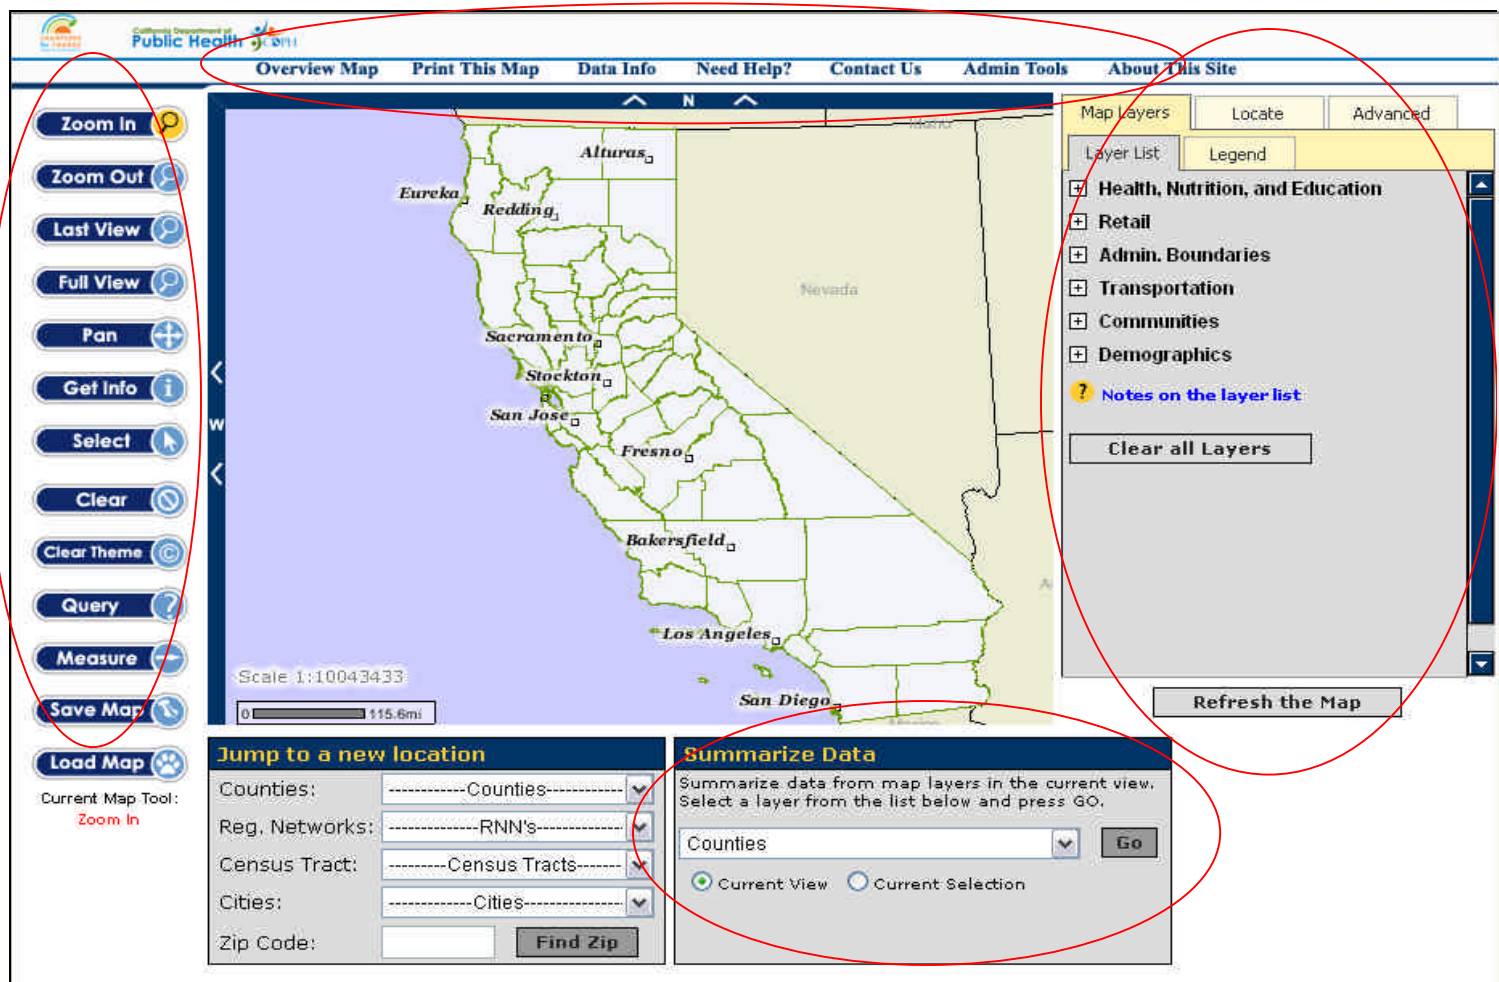 California Department of
Public Health CDPH
Overview Map Print This Map Data Info Need Help? Contact Us Admin Tools About This Site
Zoom In
Zoom Out
Last View
Full View
Pan
Get Info
Select
Clear
Clear Theme
Query
Measure
Save Map
Load Map
Current Map Tool:
Zoom In
N
W
Idaho
Alturas
Eureka
Redding
Nevada
Sacramento
Stockton
San Jose
Fresno
Bakersfield
Los Angeles
San Diego
Mexico
Scale 1:10043433
0 115.6mi
Map Layers Locate Advanced
Layer List Legend
Health, Nutrition, and Education
Retail
Admin. Boundaries
Transportation
Communities
Demographics
? Notes on the layer list
Clear all Layers
Refresh the Map
Jump to a new location
Counties: -----------Counties------------
Reg. Networks: -------------RNN's-------------
Census Tract: ---------Census Tracts-------
Cities: ------------Cities---------------
Zip Code: Find Zip
Summarize Data
Summarize data from map layers in the current view.
Select a layer from the list below and press GO.
Counties Go
Current View Current Selection